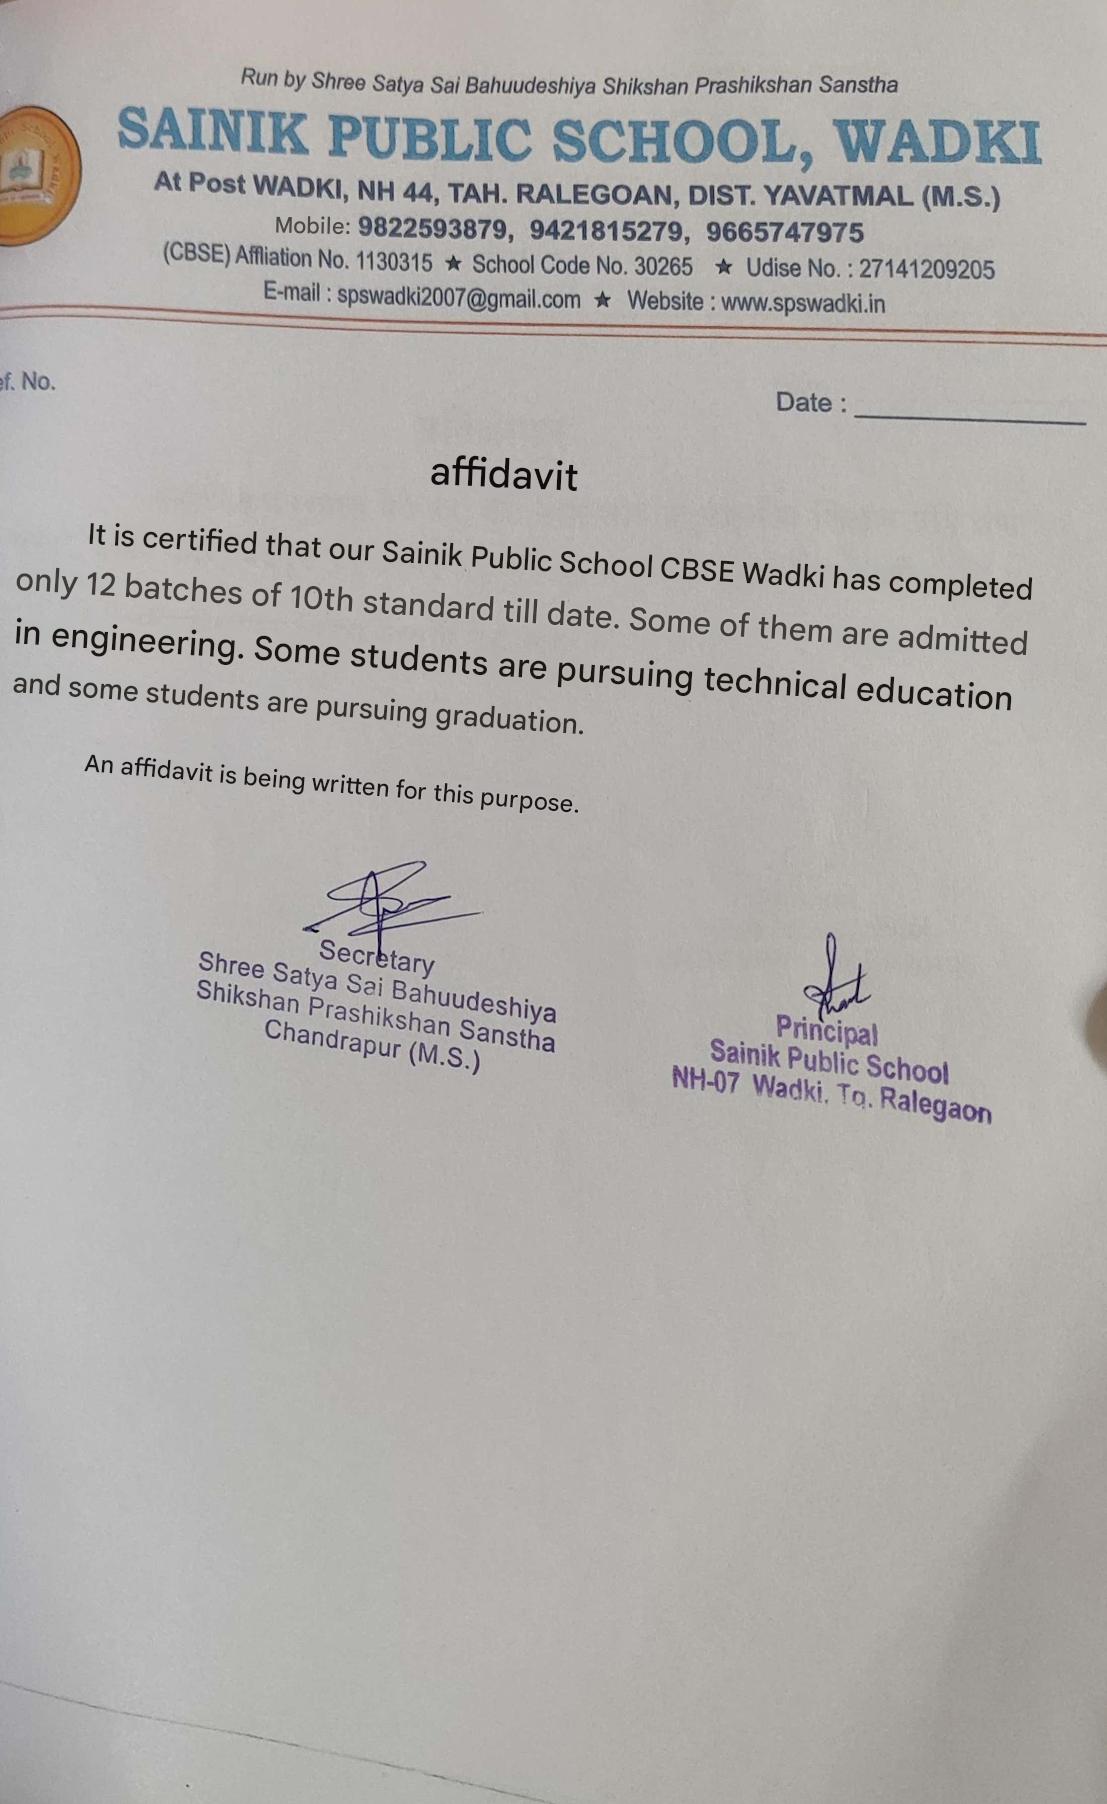 Run by Shree Satya Sai Bahuudeshiya Shikshan Prashikshan Sanstha
SAINIK PUBLIC SCHOOL, WADKI
At Post WADKI, NH 44, TAH. RALEGOAN, DIST. YAVATMAL (M.S.)
Mobile: 9822593879, 9421815279, 9665747975
(CBSE) Affliation No. 1130315 ★ School Code No. 30265 ★ Udise No. : 27141209205
E-mail : spswadki2007@gmail.com ★ Website : www.spswadki.in
ef. No.
Date :
affidavit
It is certified that our Sainik Public School CBSE Wadki has completed
only 12 batches of 10th standard till date. Some of them are admitted
in engineering. Some students are pursuing technical education
and some students are pursuing graduation.
An affidavit is being written for this purpose.
Secretary
Shree Satya Sai Bahuudeshiya
Shikshan Prashikshan Sanstha
Chandrapur (M.S.)
Principal
Sainik Public School
NH-07 Wadki, Tq. Ralegaon